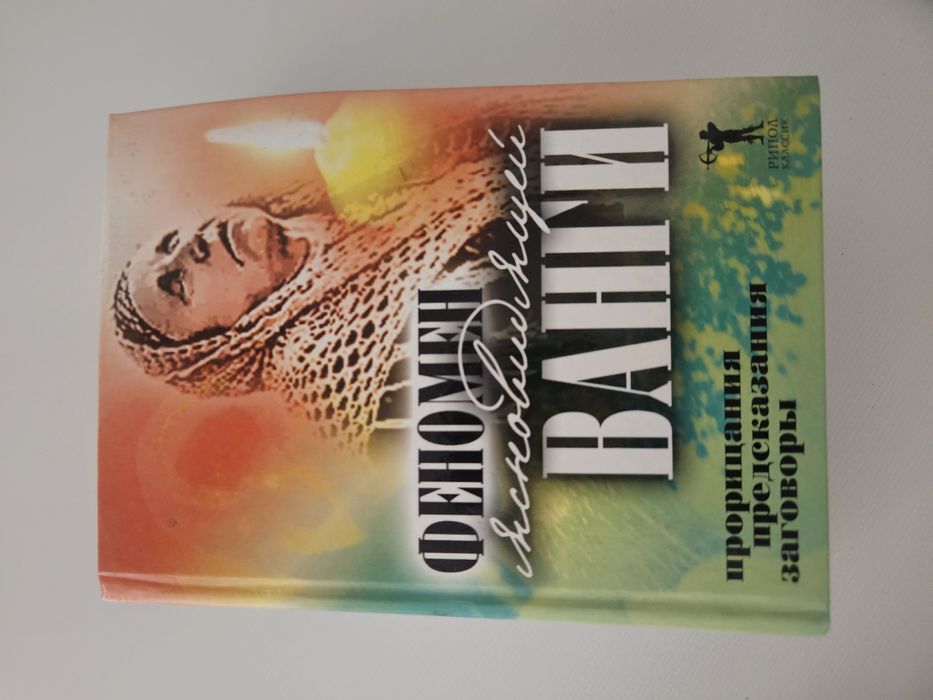 ФЕНОМЕН
ясновидящей
ВАНГИ
прорицания
предсказания
заговоры
РИПОЛ
КЛАССИК